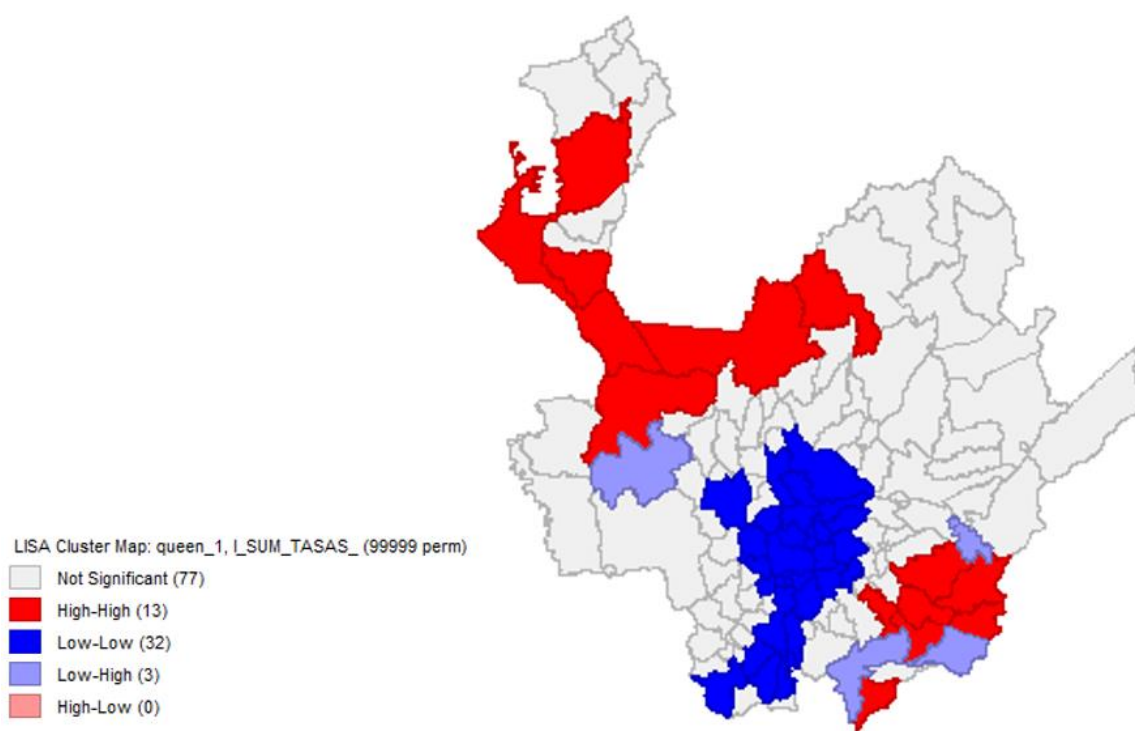 LISA Cluster Map: queen_1, I_SUM_TASAS_ (99999 perm)
Not Significant (77)
High-High (13)
Low-Low (32)
Low-High (3)
High-Low (0)